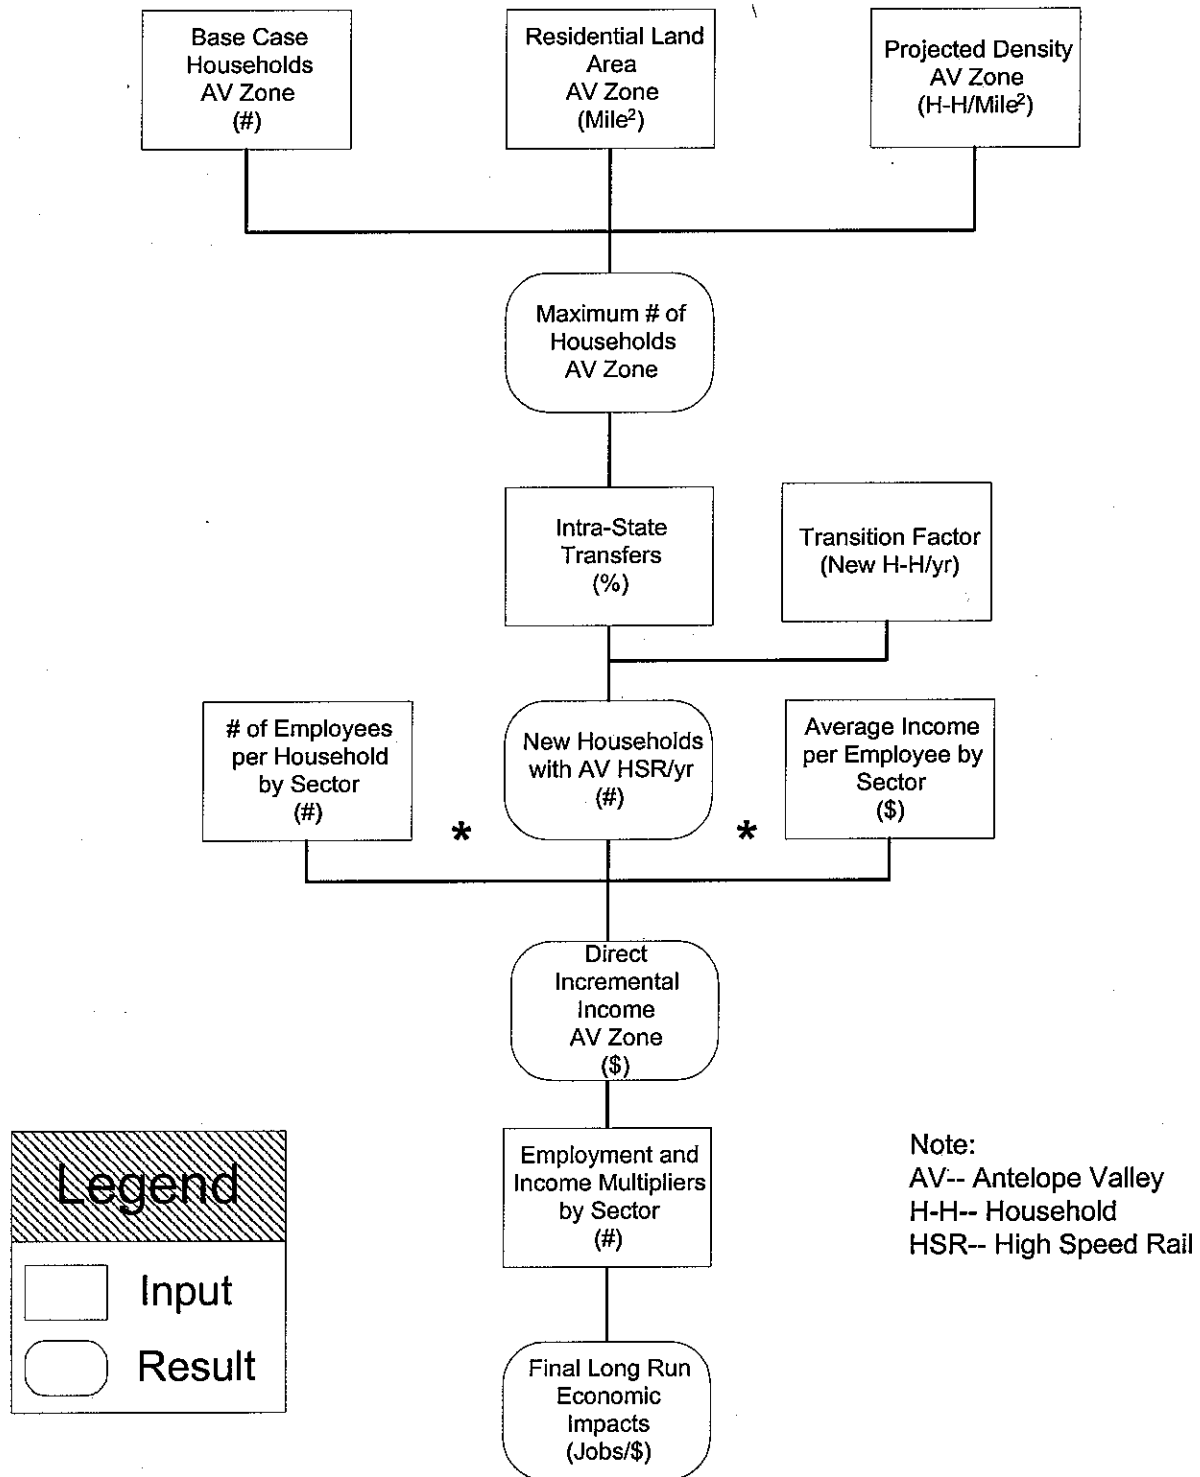 Base Case
Households
AV Zone
(#)
Residential Land
Area
AV Zone
(Mile²)
Projected Density
AV Zone
(H-H/Mile²)
Maximum # of
Households
AV Zone
Intra-State
Transfers
(%)
Transition Factor
(New H-H/yr)
# of Employees
per Household
by Sector
(#)
*
New Households
with AV HSR/yr
(#)
*
Average Income
per Employee by
Sector
($)
Direct
Incremental
Income
AV Zone
($)
Employment and
Income Multipliers
by Sector
(#)
Final Long Run
Economic
Impacts
(Jobs/$)
Legend
Input
Result
Note:
AV-- Antelope Valley
H-H-- Household
HSR-- High Speed Rail